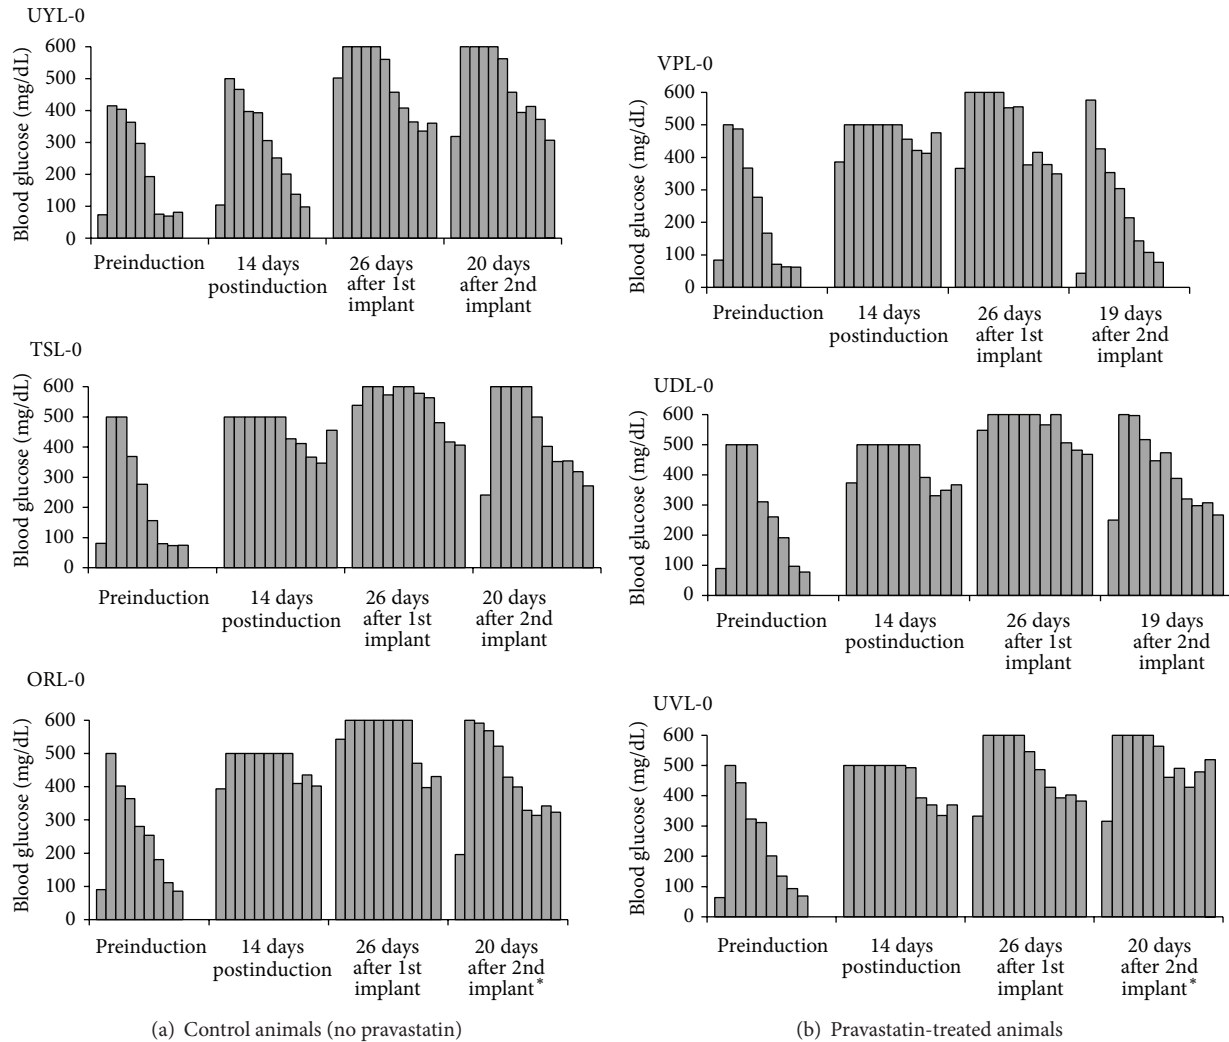 UYL-0
Blood glucose (mg/dL)
600
500
400
300
200
100
0
Preinduction
14 days
postinduction
26 days
after 1st
implant
20 days
after 2nd
implant
TSL-0
Blood glucose (mg/dL)
600
500
400
300
200
100
0
Preinduction
14 days
postinduction
26 days
after 1st
implant
20 days
after 2nd
implant
ORL-0
Blood glucose (mg/dL)
600
500
400
300
200
100
0
Preinduction
14 days
postinduction
26 days
after 1st
implant
20 days
after 2nd
implant*
(a) Control animals (no pravastatin)
VPL-0
Blood glucose (mg/dL)
600
500
400
300
200
100
0
Preinduction
14 days
postinduction
26 days
after 1st
implant
19 days
after 2nd
implant
UDL-0
Blood glucose (mg/dL)
600
500
400
300
200
100
0
Preinduction
14 days
postinduction
26 days
after 1st
implant
19 days
after 2nd
implant
UVL-0
Blood glucose (mg/dL)
600
500
400
300
200
100
0
Preinduction
14 days
postinduction
26 days
after 1st
implant
20 days
after 2nd
implant*
(b) Pravastatin-treated animals